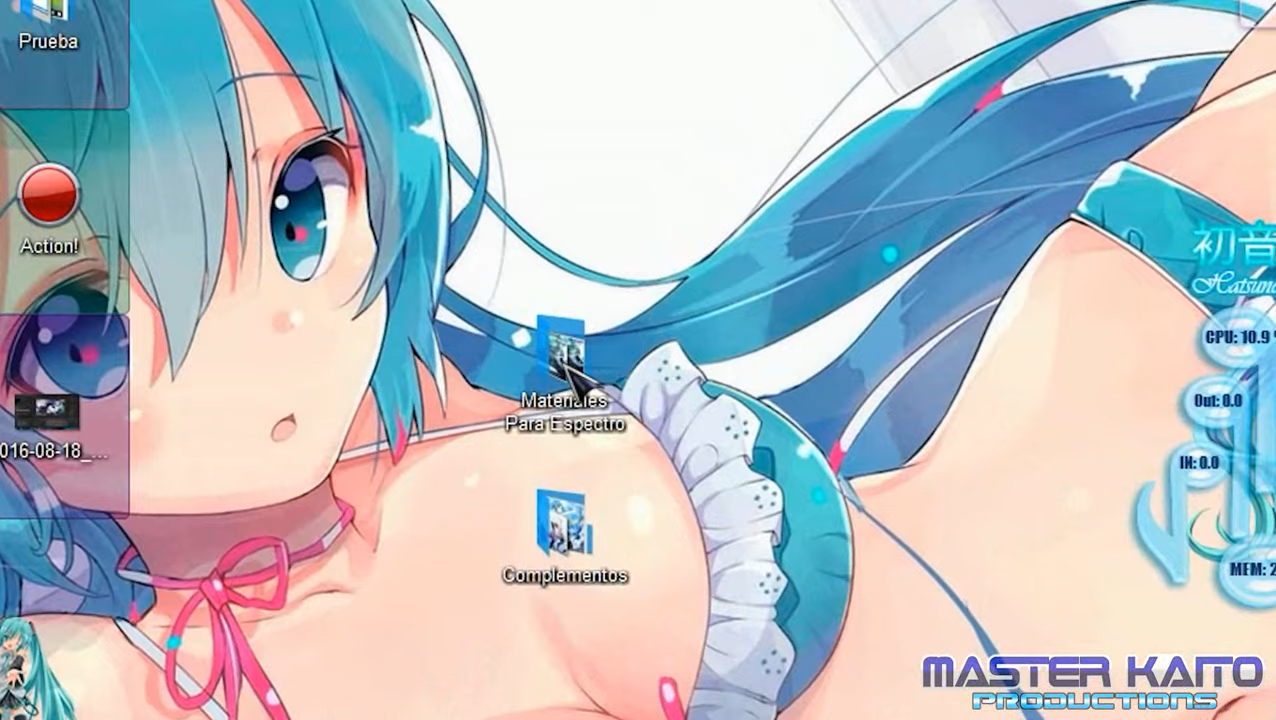 Prueba
Action!
016-08-18_...
Materiales
Para Espectro
Complementos
初音
Hatsune
CPU: 10.9
Out: 0.0
IN: 0.0
MEM: 2
MASTER KAITO
PRODUCTIONS